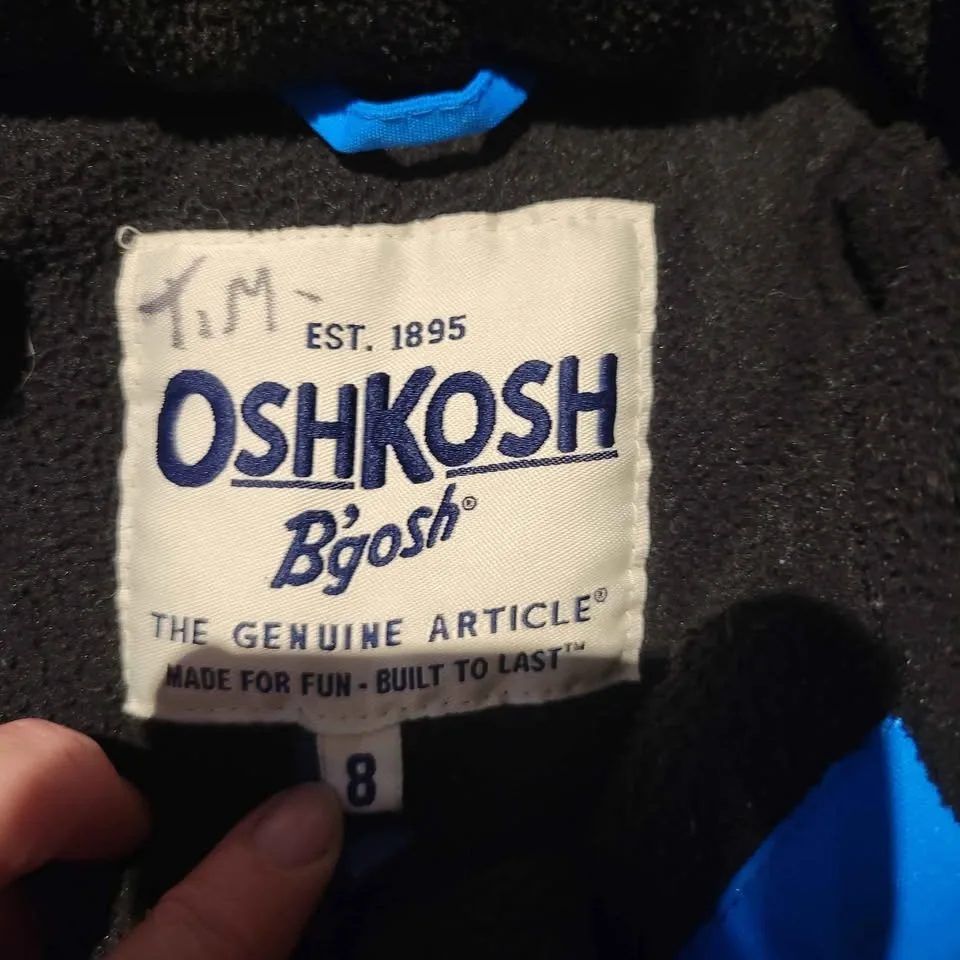 TiM-
EST. 1895
OSHKOSH
B'gosh®
THE GENUINE ARTICLE®
MADE FOR FUN - BUILT TO LAST™
8